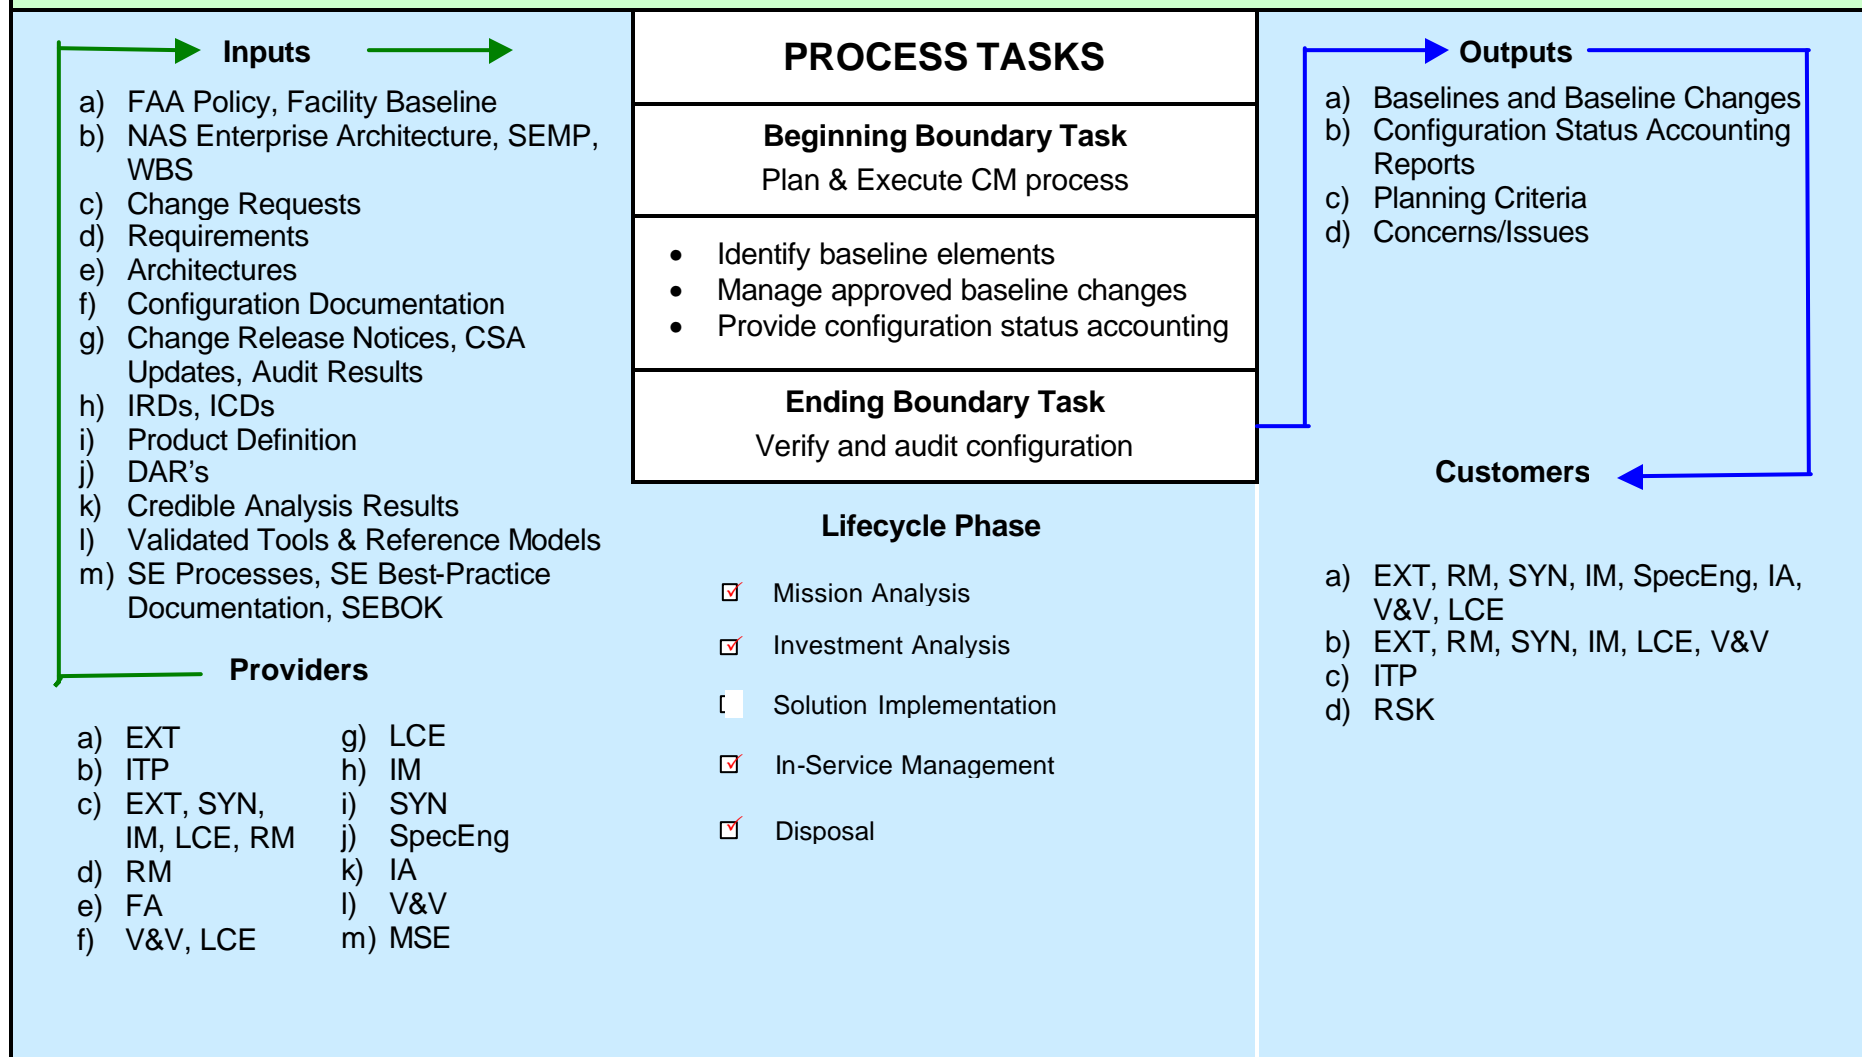 Inputs
a) FAA Policy, Facility Baseline
b) NAS Enterprise Architecture, SEMP,
WBS
c) Change Requests
d) Requirements
e) Architectures
f) Configuration Documentation
g) Change Release Notices, CSA
Updates, Audit Results
h) IRDs, ICDs
i) Product Definition
j) DAR's
k) Credible Analysis Results
l) Validated Tools & Reference Models
m) SE Processes, SE Best-Practice
Documentation, SEBOK
Providers
a) EXT
b) ITP
c) EXT, SYN,
IM, LCE, RM
d) RM
e) FA
f) V&V, LCE
g) LCE
h) IM
i) SYN
j) SpecEng
k) IA
l) V&V
m) MSE
PROCESS TASKS
Beginning Boundary Task
Plan & Execute CM process
• Identify baseline elements
• Manage approved baseline changes
• Provide configuration status accounting
Ending Boundary Task
Verify and audit configuration
Lifecycle Phase
Mission Analysis
Investment Analysis
Solution Implementation
In-Service Management
Disposal
Outputs
a) Baselines and Baseline Changes
b) Configuration Status Accounting
Reports
c) Planning Criteria
d) Concerns/Issues
Customers
a) EXT, RM, SYN, IM, SpecEng, IA,
V&V, LCE
b) EXT, RM, SYN, IM, LCE, V&V
c) ITP
d) RSK